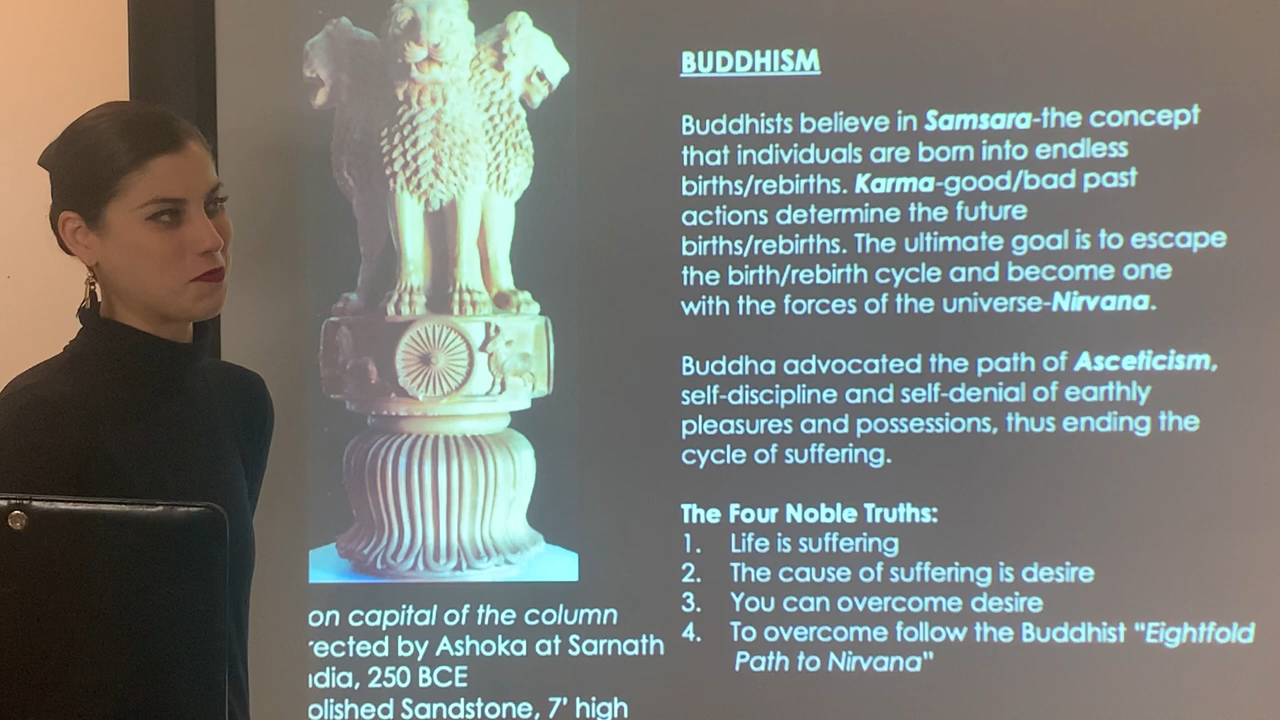 BUDDHISM
Buddhists believe in Samsara-the concept
that individuals are born into endless
births/rebirths. Karma-good/bad past
actions determine the future
births/rebirths. The ultimate goal is to escape
the birth/rebirth cycle and become one
with the forces of the universe-Nirvana.
Buddha advocated the path of Asceticism,
self-discipline and self-denial of earthly
pleasures and possessions, thus ending the
cycle of suffering.
The Four Noble Truths:
1. Life is suffering
2. The cause of suffering is desire
3. You can overcome desire
4. To overcome follow the Buddhist "Eightfold
Path to Nirvana"
on capital of the column
rected by Ashoka at Sarnath
ndia, 250 BCE
olished Sandstone, 7' high